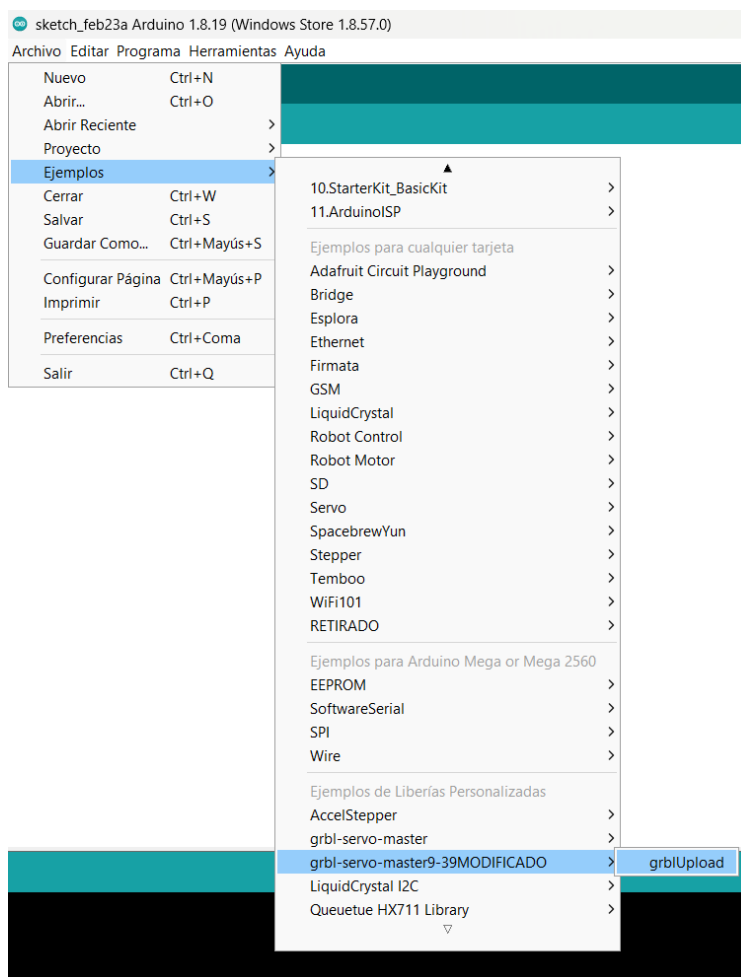 sketch_feb23a Arduino 1.8.19 (Windows Store 1.8.57.0)
Archivo Editar Programa Herramientas Ayuda
Nuevo Ctrl+N
Abrir... Ctrl+O
Abrir Reciente
Proyecto
Ejemplos
Cerrar Ctrl+W
Salvar Ctrl+S
Guardar Como... Ctrl+Mayús+S
Configurar Página Ctrl+Mayús+P
Imprimir Ctrl+P
Preferencias Ctrl+Coma
Salir Ctrl+Q
10.StarterKit_BasicKit
11.ArduinoISP
Ejemplos para cualquier tarjeta
Adafruit Circuit Playground
Bridge
Esplora
Ethernet
Firmata
GSM
LiquidCrystal
Robot Control
Robot Motor
SD
Servo
SpacebrewYun
Stepper
Temboo
WiFi101
RETIRADO
Ejemplos para Arduino Mega or Mega 2560
EEPROM
SoftwareSerial
SPI
Wire
Ejemplos de Liberías Personalizadas
AccelStepper
grbl-servo-master
grbl-servo-master9-39MODIFICADO
grblUpload
LiquidCrystal I2C
Queuetue HX711 Library